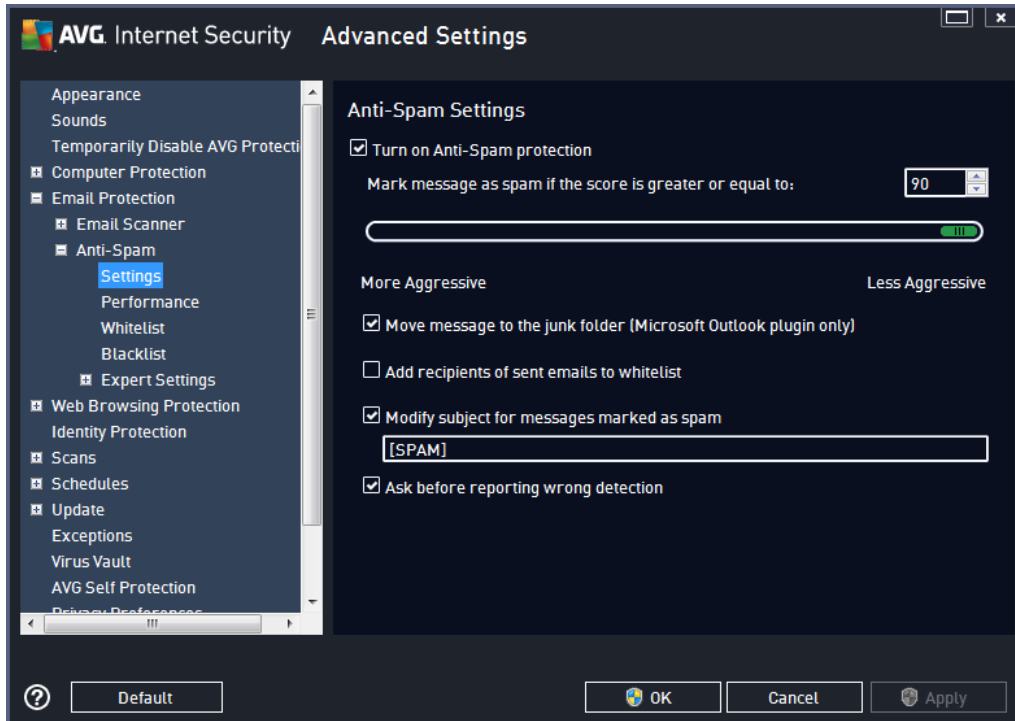 AVG. Internet Security Advanced Settings
Appearance
Sounds
Temporarily Disable AVG Protecti
Computer Protection
Email Protection
Email Scanner
Anti-Spam
Settings
Performance
Whitelist
Blacklist
Expert Settings
Web Browsing Protection
Identity Protection
Scans
Schedules
Update
Exceptions
Virus Vault
AVG Self Protection
Privacy Preferences
Anti-Spam Settings
Turn on Anti-Spam protection
Mark message as spam if the score is greater or equal to: 90
More Aggressive Less Aggressive
Move message to the junk folder (Microsoft Outlook plugin only)
Add recipients of sent emails to whitelist
Modify subject for messages marked as spam
[SPAM]
Ask before reporting wrong detection
? Default OK Cancel Apply